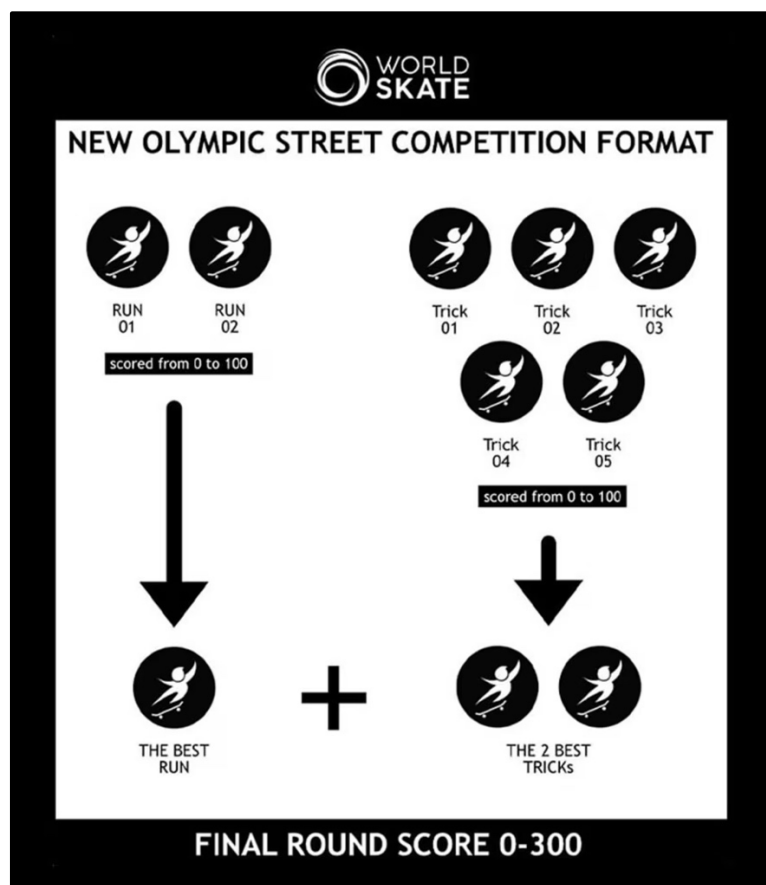 WORLD
SKATE
NEW OLYMPIC STREET COMPETITION FORMAT
RUN
01
RUN
02
scored from 0 to 100
Trick
01
Trick
02
Trick
03
Trick
04
Trick
05
scored from 0 to 100
THE BEST
RUN
+
THE 2 BEST
TRICKs
FINAL ROUND SCORE 0-300